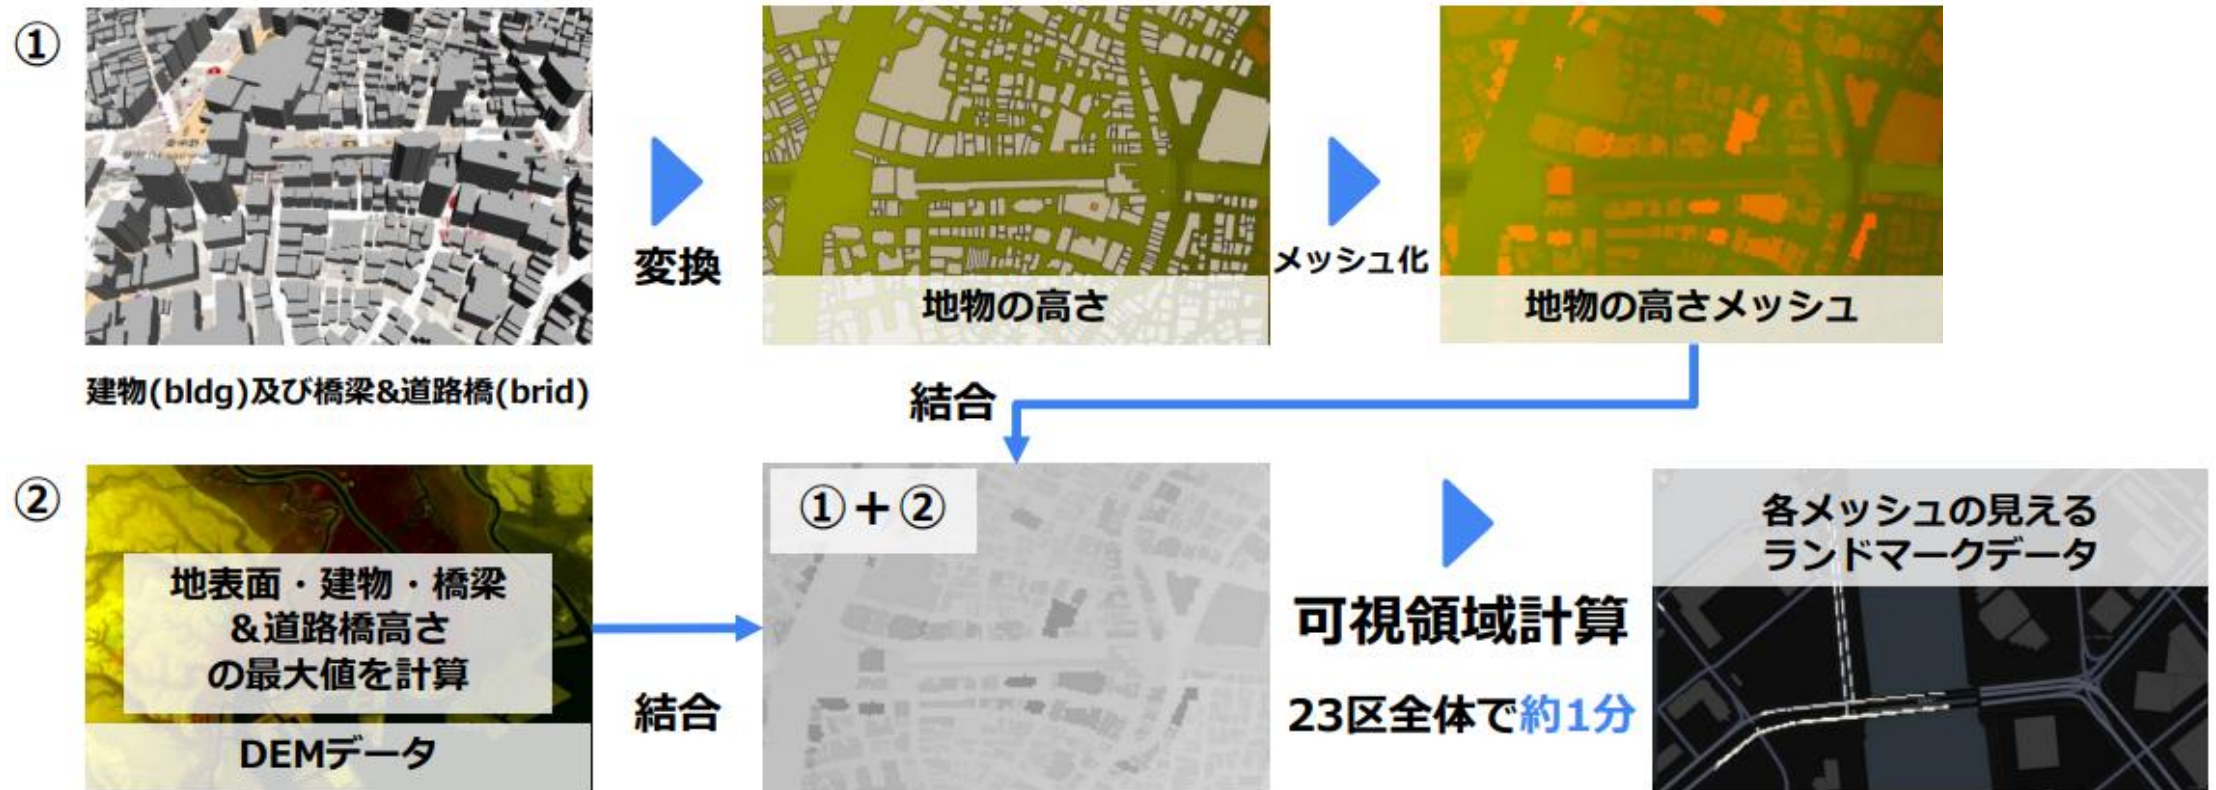 ①
変換
地物の高さ
メッシュ化
地物の高さメッシュ
建物(bldg)及び橋梁&道路橋(brid)
結合
②
地表面・建物・橋梁
&道路橋高さ
の最大値を計算
DEMデータ
結合
①+②
可視領域計算
23区全体で約1分
各メッシュの見える
ランドマークデータ